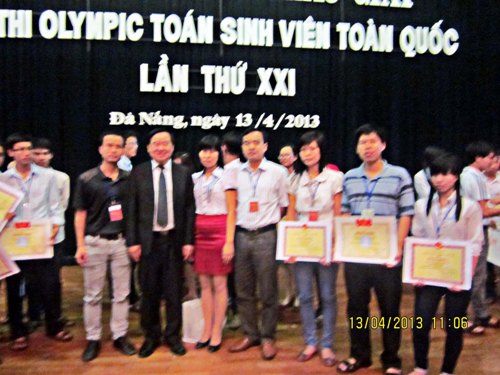 THI OLYMPIC TOÁN SINH VIÊN TOÀN QUỐC
LẦN THỨ XXI
Đà Nẵng, ngày 13/4/2013
13/04/2013 11:06